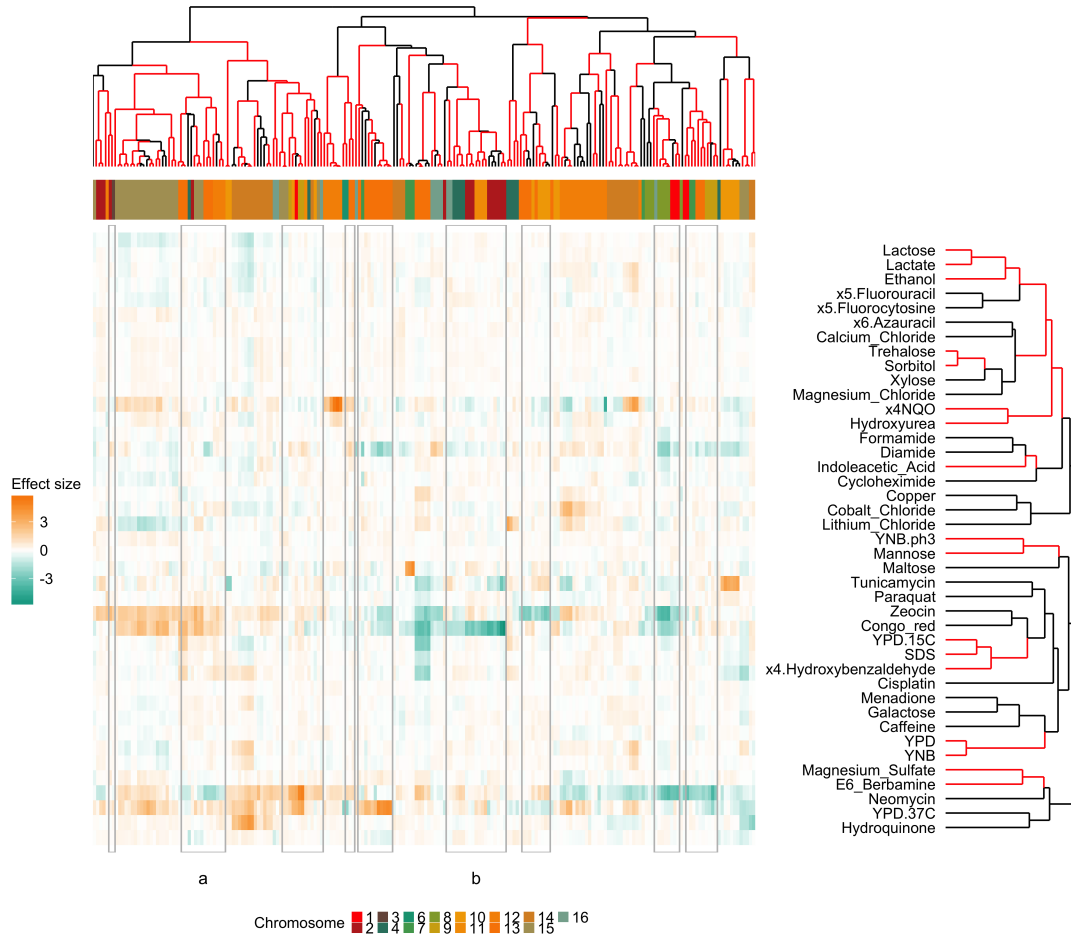 Lactose
Lactate
Ethanol
x5.Fluorouracil
x5.Fluorocytosine
x6.Azauracil
Calcium_Chloride
Trehalose
Sorbitol
Xylose
Magnesium_Chloride
x4NQO
Hydroxyurea
Formamide
Diamide
Indoleacetic_Acid
Cycloheximide
Copper
Cobalt_Chloride
Lithium_Chloride
YNB.ph3
Mannose
Maltose
Tunicamycin
Paraquat
Zeocin
Congo_red
YPD.15C
SDS
x4.Hydroxybenzaldehyde
Cisplatin
Menadione
Galactose
Caffeine
YPD
YNB
Magnesium_Sulfate
E6_Berbamine
Neomycin
YPD.37C
Hydroquinone
Effect size
3
0
-3
a b
Chromosome
1 3 6 8 10 12 14 16
2 4 7 9 11 13 15